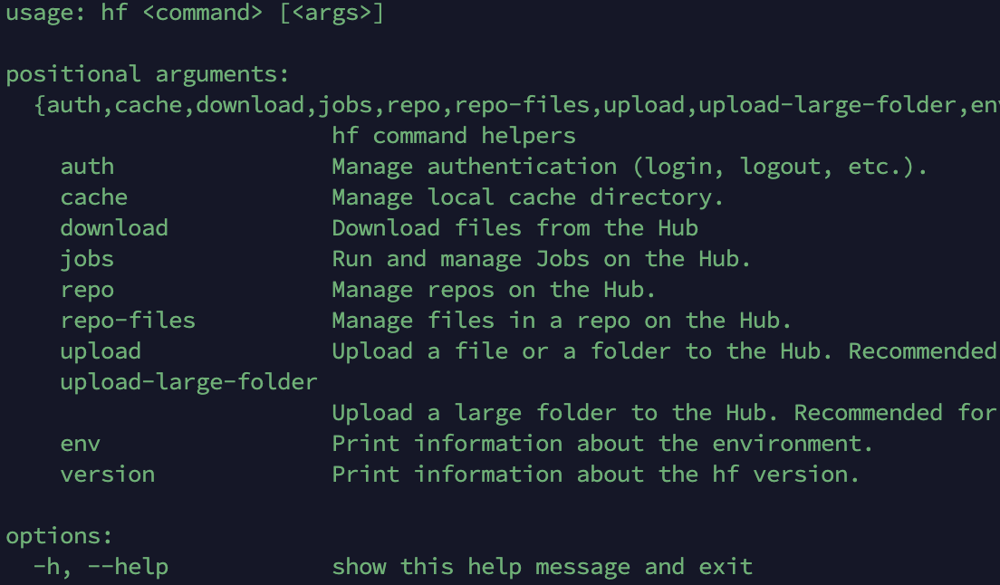 usage: hf <command> [<args>]

positional arguments:
  {auth,cache,download,jobs,repo,repo-files,upload,upload-large-folder,env
                        hf command helpers
    auth                Manage authentication (login, logout, etc.).
    cache               Manage local cache directory.
    download            Download files from the Hub
    jobs                Run and manage Jobs on the Hub.
    repo                Manage repos on the Hub.
    repo-files          Manage files in a repo on the Hub.
    upload              Upload a file or a folder to the Hub. Recommended
    upload-large-folder
                        Upload a large folder to the Hub. Recommended for
    env                 Print information about the environment.
    version             Print information about the hf version.

options:
  -h, --help            show this help message and exit